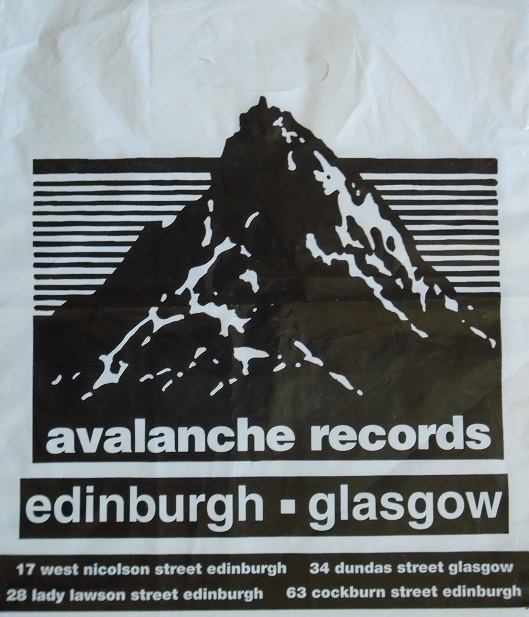 avalanche records
edinburgh ▪ glasgow
17 west nicolson street edinburgh 34 dundas street glasgow
28 lady lawson street edinburgh 63 cockburn street edinburgh